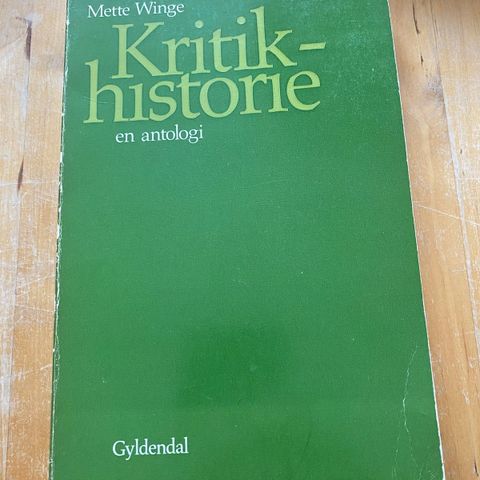 Mette Winge
Kritik-
historie
en antologi
Gyldendal